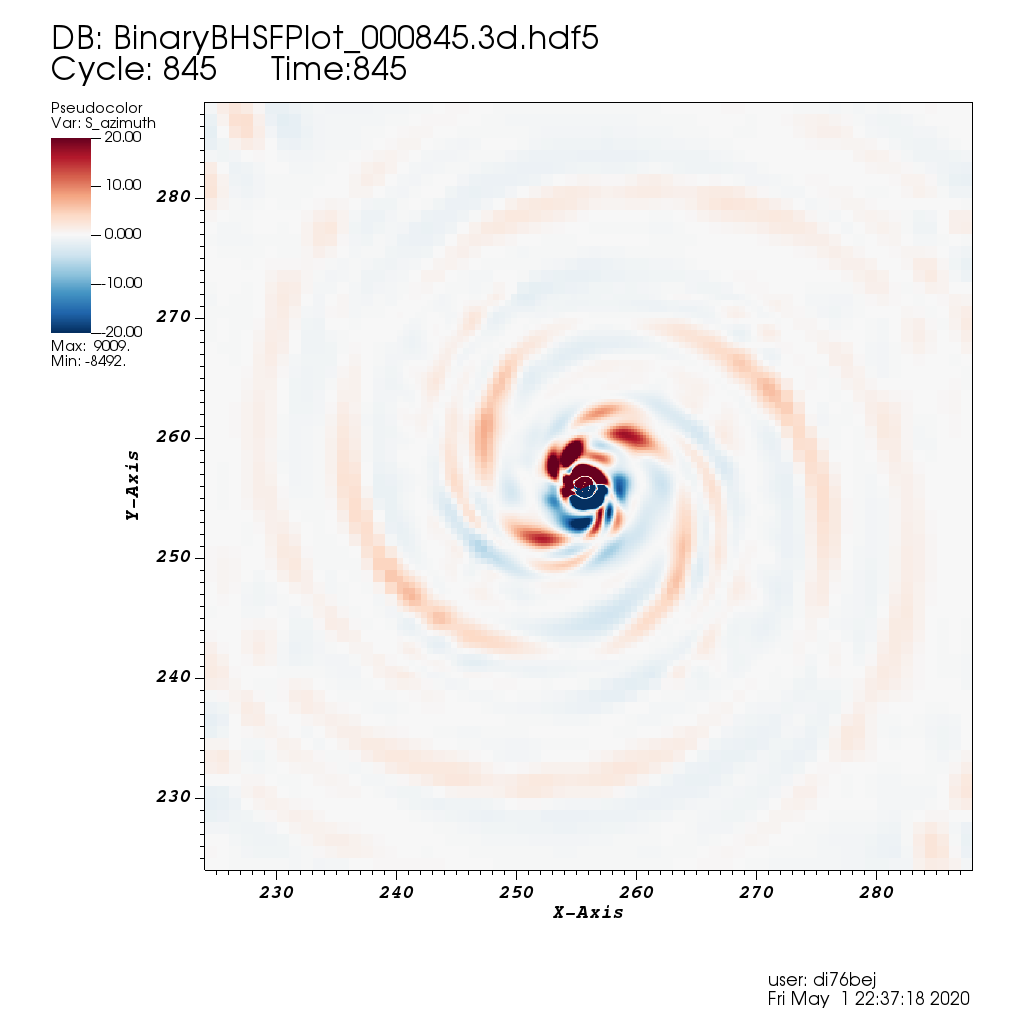 DB: BinaryBHSFPlot_000845.3d.hdf5
Cycle: 845 Time:845
Pseudocolor
Var: S_azimuth
20.00
10.00
0.000
-10.00
-20.00
Max: 9009.
Min: -8492.
280
270
260
250
240
230
Y-Axis
230 240 250 260 270 280
X-Axis
user: di76bej
Fri May 1 22:37:18 2020